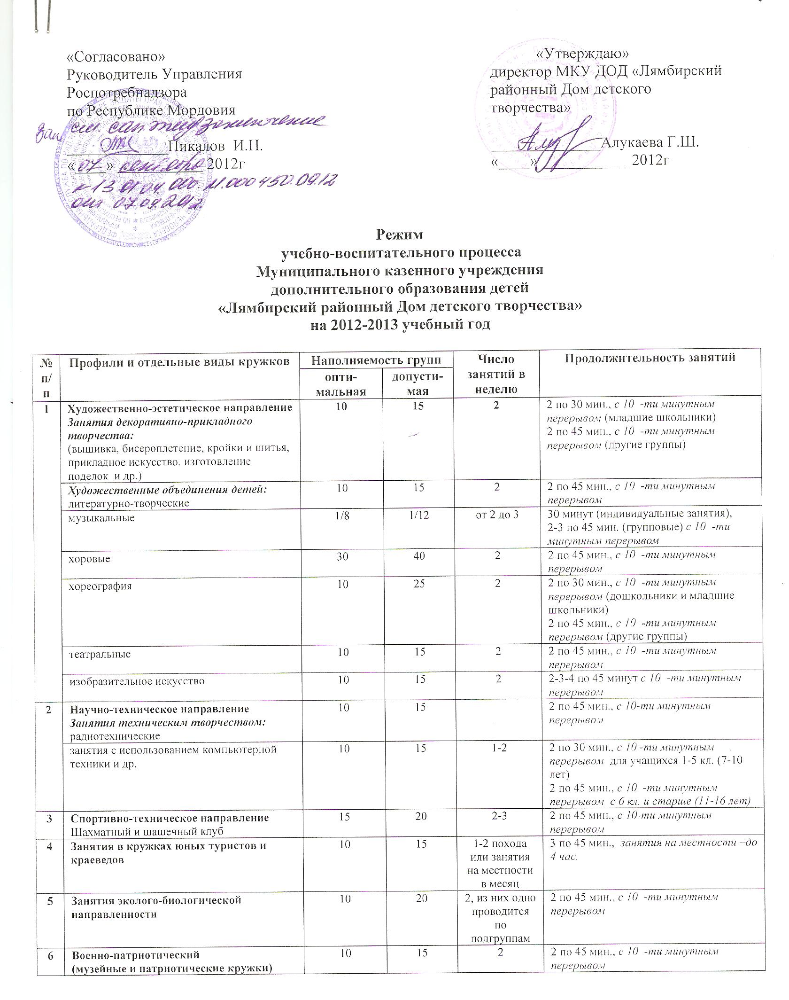 «Согласовано»
Руководитель Управления
Роспотребнадзора
по Республике Мордовия
см. сан. эпид заключение
Пикалов И.Н.
«07» сентября 2012г
№ 13.01.04.000.М.000450.09.12
от 07.09.2012г.
«Утверждаю»
директор МКУ ДОД «Лямбирский
районный Дом детского
творчества»
Алукаева Г.Ш.
«____»____________ 2012г
Режим
учебно-воспитательного процесса
Муниципального казенного учреждения
дополнительного образования детей
«Лямбирский районный Дом детского творчества»
на 2012-2013 учебный год
№ п/п
Профили и отдельные виды кружков
Наполняемость групп
опти-
мальная
допусти-
мая
Число
занятий в
неделю
Продолжительность занятий
1
Художественно-эстетическое направление
Занятия декоративно-прикладного
творчества:
(вышивка, бисероплетение, кройки и шитья,
прикладное искусство. изготовление
поделок и др.)
10
15
2
2 по 30 мин., с 10 -ти минутным
перерывом (младшие школьники)
2 по 45 мин., с 10 -ти минутным
перерывом (другие группы)
Художественные объединения детей:
литературно-творческие
10
15
2
2 по 45 мин., с 10 -ти минутным
перерывом
музыкальные
1/8
1/12
от 2 до 3
30 минут (индивидуальные занятия),
2-3 по 45 мин. (групповые) с 10 -ти
минутным перерывом
хоровые
30
40
2
2 по 45 мин., с 10 -ти минутным
перерывом
хореография
10
25
2
2 по 30 мин., с 10 -ти минутным
перерывом (дошкольники и младшие
школьники)
2 по 45 мин., с 10 -ти минутным
перерывом (другие группы)
театральные
10
15
2
2 по 45 мин., с 10 -ти минутным
перерывом
изобразительное искусство
10
15
2
2-3-4 по 45 минут с 10 -ти минутным
перерывом
2
Научно-техническое направление
Занятия техническим творчеством:
радиотехнические
10
15
2 по 45 мин., с 10-ти минутным
перерывом
занятия с использованием компьютерной
техники и др.
10
15
1-2
2 по 30 мин., с 10 -ти минутным
перерывом для учащихся 1-5 кл. (7-10
лет)
2 по 45 мин., с 10 -ти минутным
перерывом с 6 кл. и старше (11-16 лет)
3
Спортивно-техническое направление
Шахматный и шашечный клуб
15
20
2-3
2 по 45 мин., с 10-ти минутным
перерывом
4
Занятия в кружках юных туристов и
краеведов
10
15
1-2 похода
или занятия
на местности
в месяц
3 по 45 мин., занятия на местности –до
4 час.
5
Занятия эколого-биологической
направленности
10
20
2, из них одно
проводится
по
подгруппам
2 по 45 мин., с 10 -ти минутным
перерывом
6
Военно-патриотический
(музейные и патриотические кружки)
10
15
2
2 по 45 мин., с 10 -ти минутным
перерывом